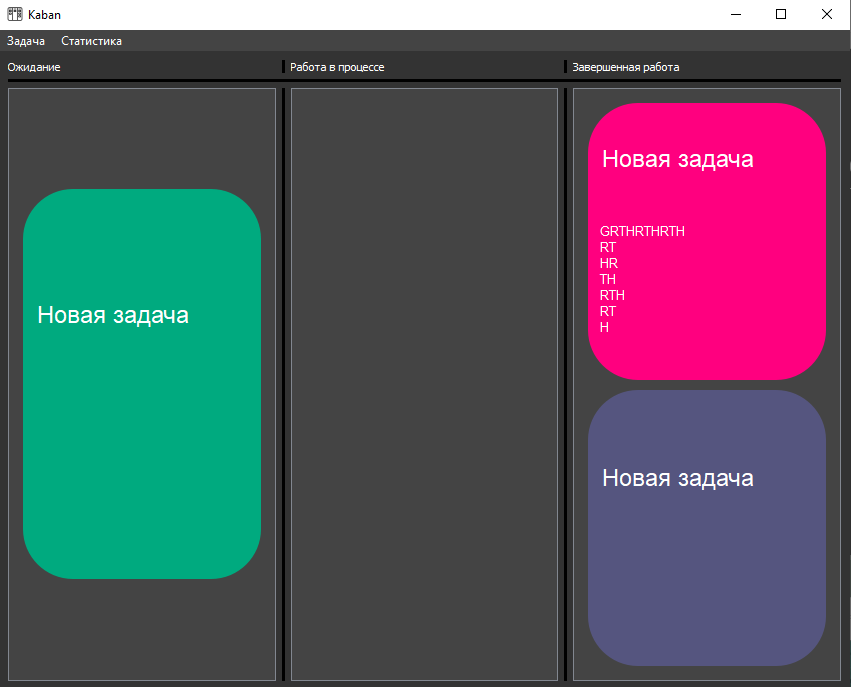 Kaban
Задача Статистика
Ожидание
Работа в процессе
Завершенная работа
Новая задача
Новая задача
GRTHRTHRTH
RT
HR
TH
RTH
RT
H
Новая задача